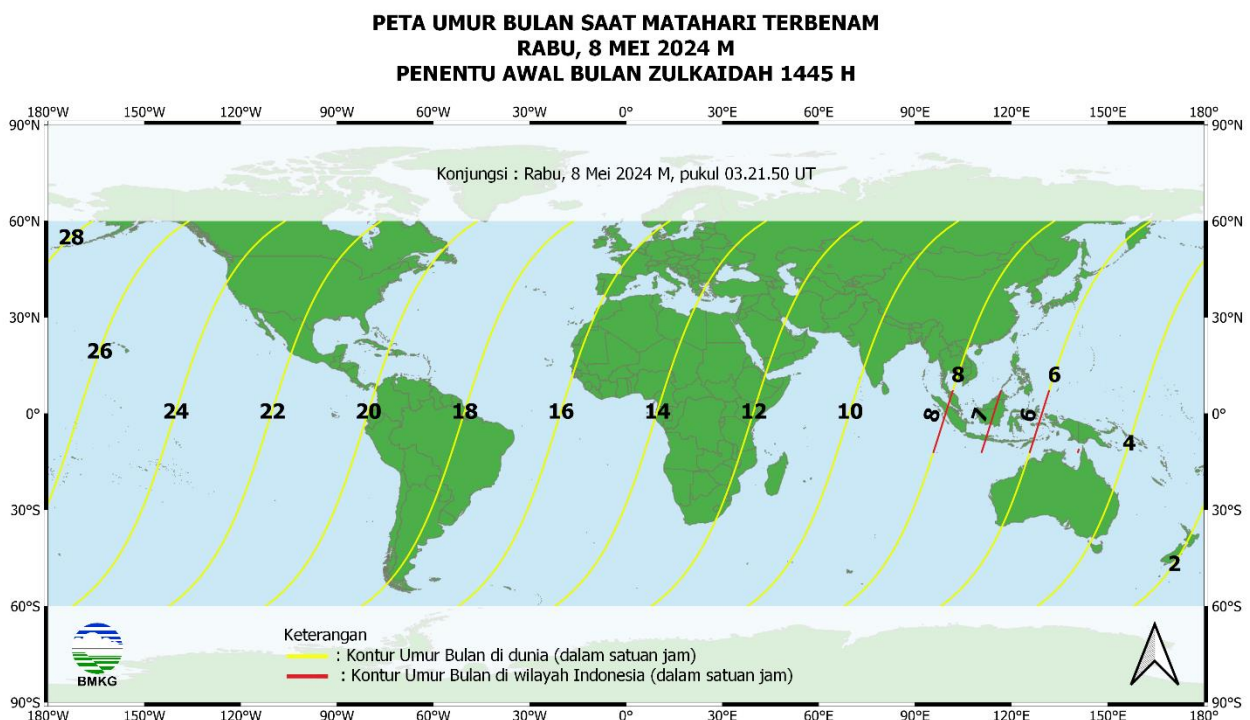 PETA UMUR BULAN SAAT MATAHARI TERBENAM
RABU, 8 MEI 2024 M
PENENTU AWAL BULAN ZULKAIDAH 1445 H
180°W 150°W 120°W 90°W 60°W 30°W 0° 30°E 60°E 90°E 120°E 150°E 180°
90°N 90°N
Konjungsi : Rabu, 8 Mei 2024 M, pukul 03.21.50 UT
60°N 60°N
28
30°N 30°N
26
8 6
0° 24 22 20 18 16 14 12 10 8 7 6 0°
4
30°S 30°S
2
60°S 60°S
Keterangan
: Kontur Umur Bulan di dunia (dalam satuan jam)
: Kontur Umur Bulan di wilayah Indonesia (dalam satuan jam)
BMKG
90°S 90°S
180°W 150°W 120°W 90°W 60°W 30°W 0° 30°E 60°E 90°E 120°E 150°E 180°